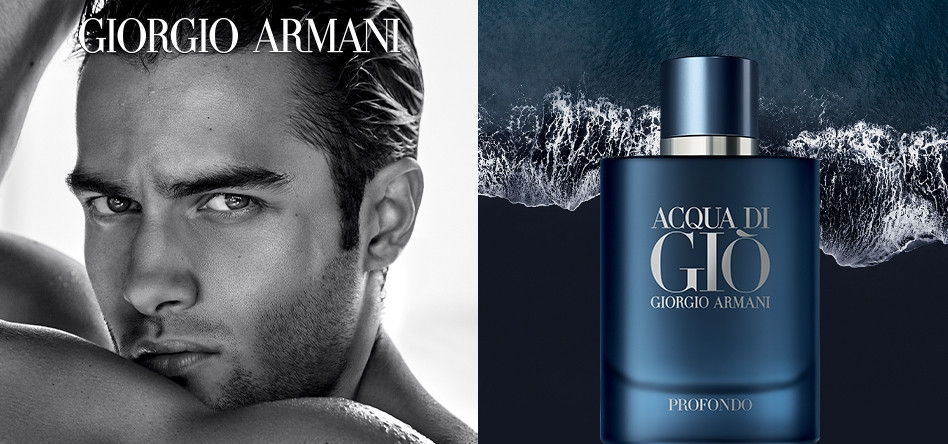 GIORGIO ARMANI
ACQUA DI
GIÒ
GIORGIO ARMANI
PROFONDO